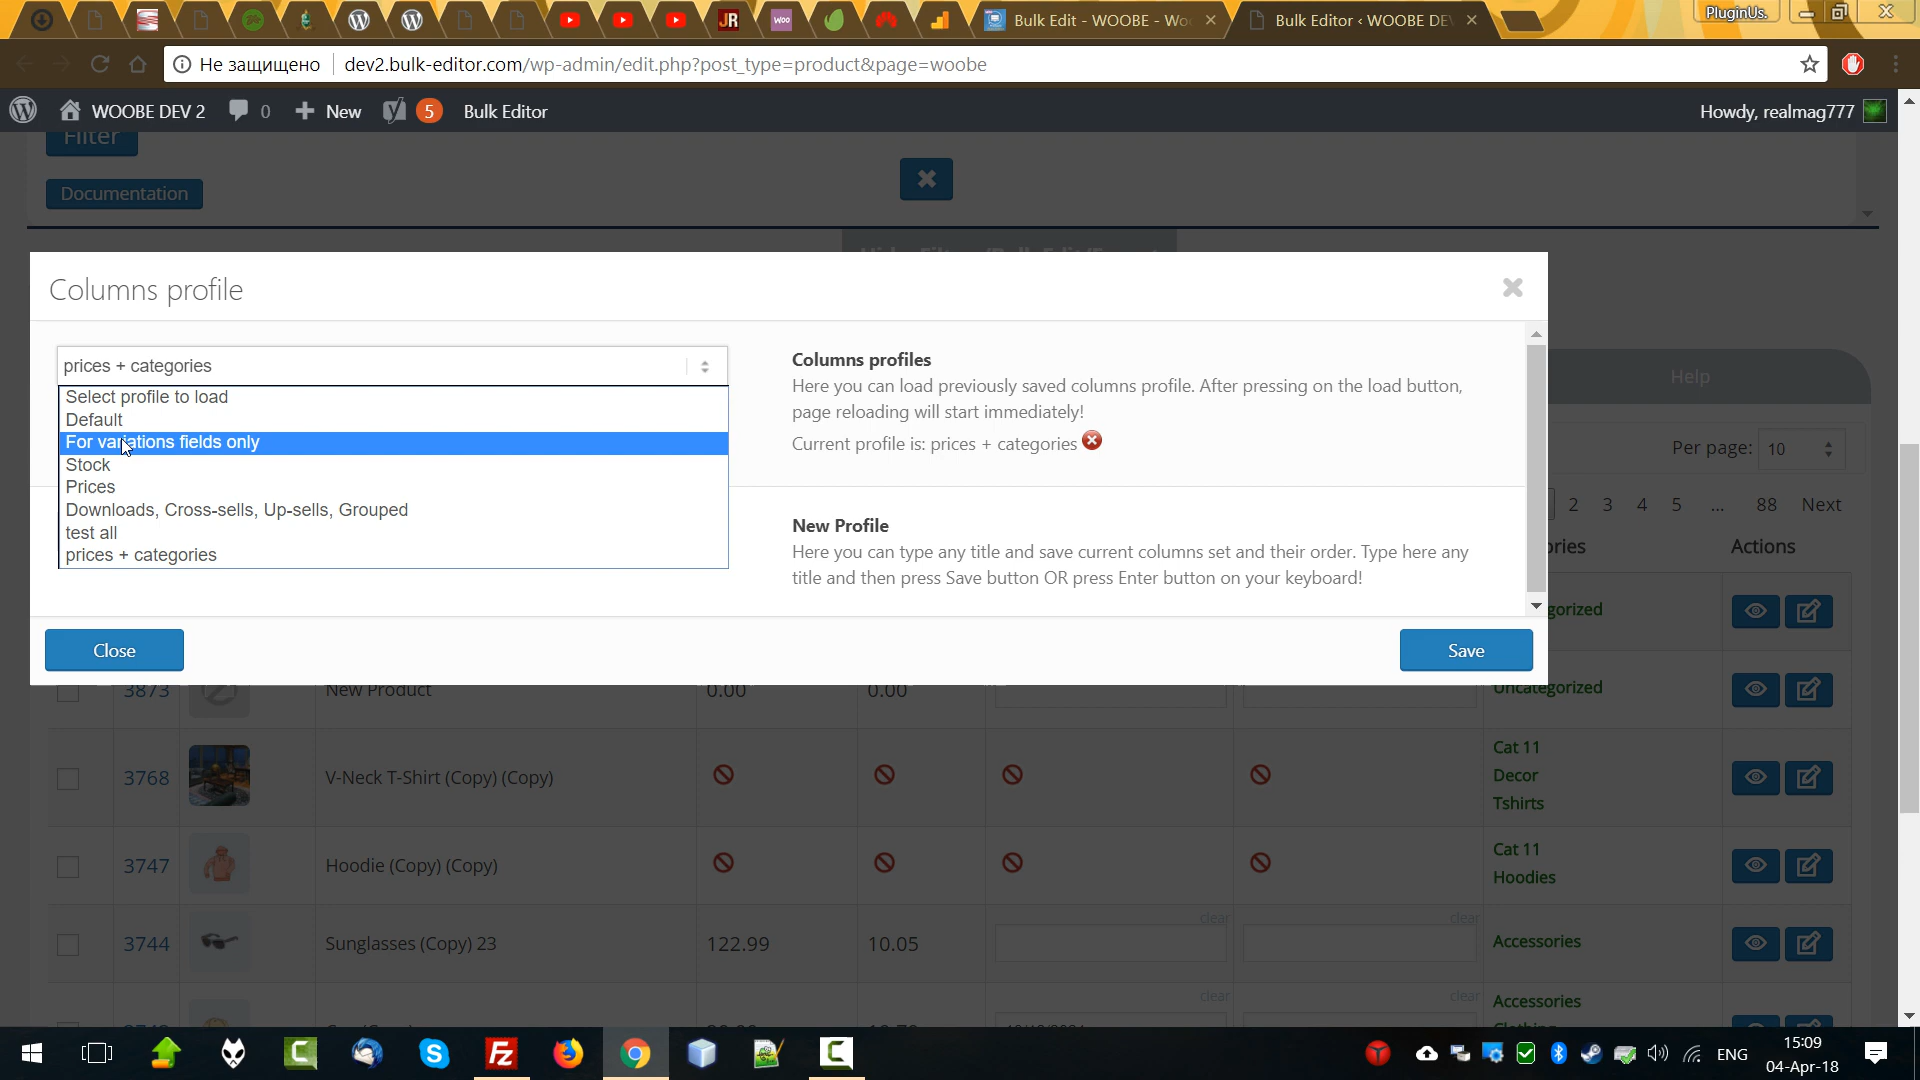 JR
woo
Bulk Edit - WOOBE - Wo
Bulk Editor ‹ WOOBE DE
PluginUs.
Не защищено
dev2.bulk-editor.com/wp-admin/edit.php?post_type=product&page=woobe
WOOBE DEV 2
0
New
5
Bulk Editor
Howdy, realmag777
Filter
Documentation
Columns profile
prices + categories
Select profile to load
Default
For variations fields only
Stock
Prices
Downloads, Cross-sells, Up-sells, Grouped
test all
prices + categories
Columns profiles
Here you can load previously saved columns profile. After pressing on the load button,
page reloading will start immediately!
Current profile is: prices + categories
New Profile
Here you can type any title and save current columns set and their order. Type here any
title and then press Save button OR press Enter button on your keyboard!
Close
Save
Help
Per page:
10
2 3 4 5 ... 88 Next
ories
Actions
gorized
3873
New Product
0.00
0.00
Uncategorized
3768
V-Neck T-Shirt (Copy) (Copy)
Cat 11
Decor
Tshirts
3747
Hoodie (Copy) (Copy)
Cat 11
Hoodies
3744
Sunglasses (Copy) 23
122.99
10.05
clear
clear
Accessories
clear
clear
Accessories
ENG
15:09
04-Apr-18